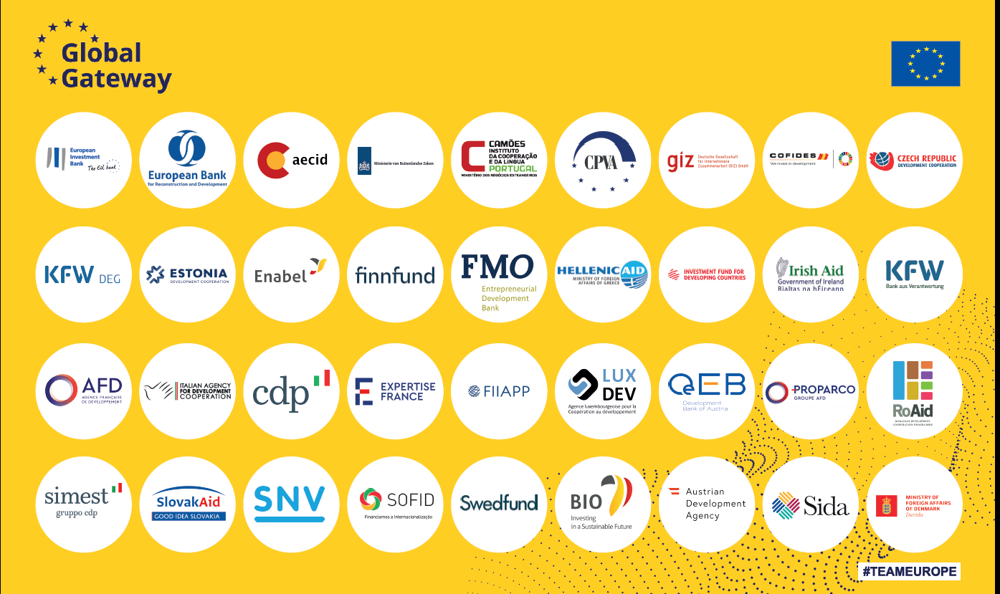 Global
Gateway
European
Investment
Bank
The EU bank
European Bank
for Reconstruction and Development
aecid
Ministerie van Buitenlandse Zaken
CAMÕES
INSTITUTO
DA COOPERAÇÃO
E DA LÍNGUA
PORTUGAL
MINISTÉRIO DOS NEGÓCIOS ESTRANGEIROS
CPVA
giz
Deutsche Gesellschaft
für Internationale
Zusammenarbeit (GIZ) GmbH
COFIDES
"We invest in development
CZECH REPUBLIC
DEVELOPMENT COOPERATION
KFW DEG
ESTONIA
DEVELOPMENT COOPERATION
Enabel
finnfund
FMO
Entrepreneurial
Development
Bank
HELLENIC AID
MINISTRY OF FOREIGN
AFFAIRS OF GREECE
INVESTMENT FUND FOR
DEVELOPING COUNTRIES
Irish Aid
Government of Ireland
Rialtas na hÉireann
KFW
Bank aus Verantwortung
AFD
AGENCE FRANÇAISE
DE DÉVELOPPEMENT
ITALIAN AGENCY
FOR DEVELOPMENT
COOPERATION
cdp
EXPERTISE
FRANCE
FIIAPP
LUX
DEV
Agence luxembourgeoise pour la
Coopération au développement
OeEB
Development
Bank of Austria
PROPARCO
GROUPE AFD
RoAid
ROMANIAN DEVELOPMENT
COOPERATION PROGRAMME
simest
gruppo cdp
SlovakAid
GOOD IDEA SLOVAKIA
SNV
SOFID
Financiamos a Internacionalização
Swedfund
BIO
Investing
in a Sustainable Future
Austrian
Development
Agency
Sida
MINISTRY OF
FOREIGN AFFAIRS
OF DENMARK
Danida
#TEAMEUROPE